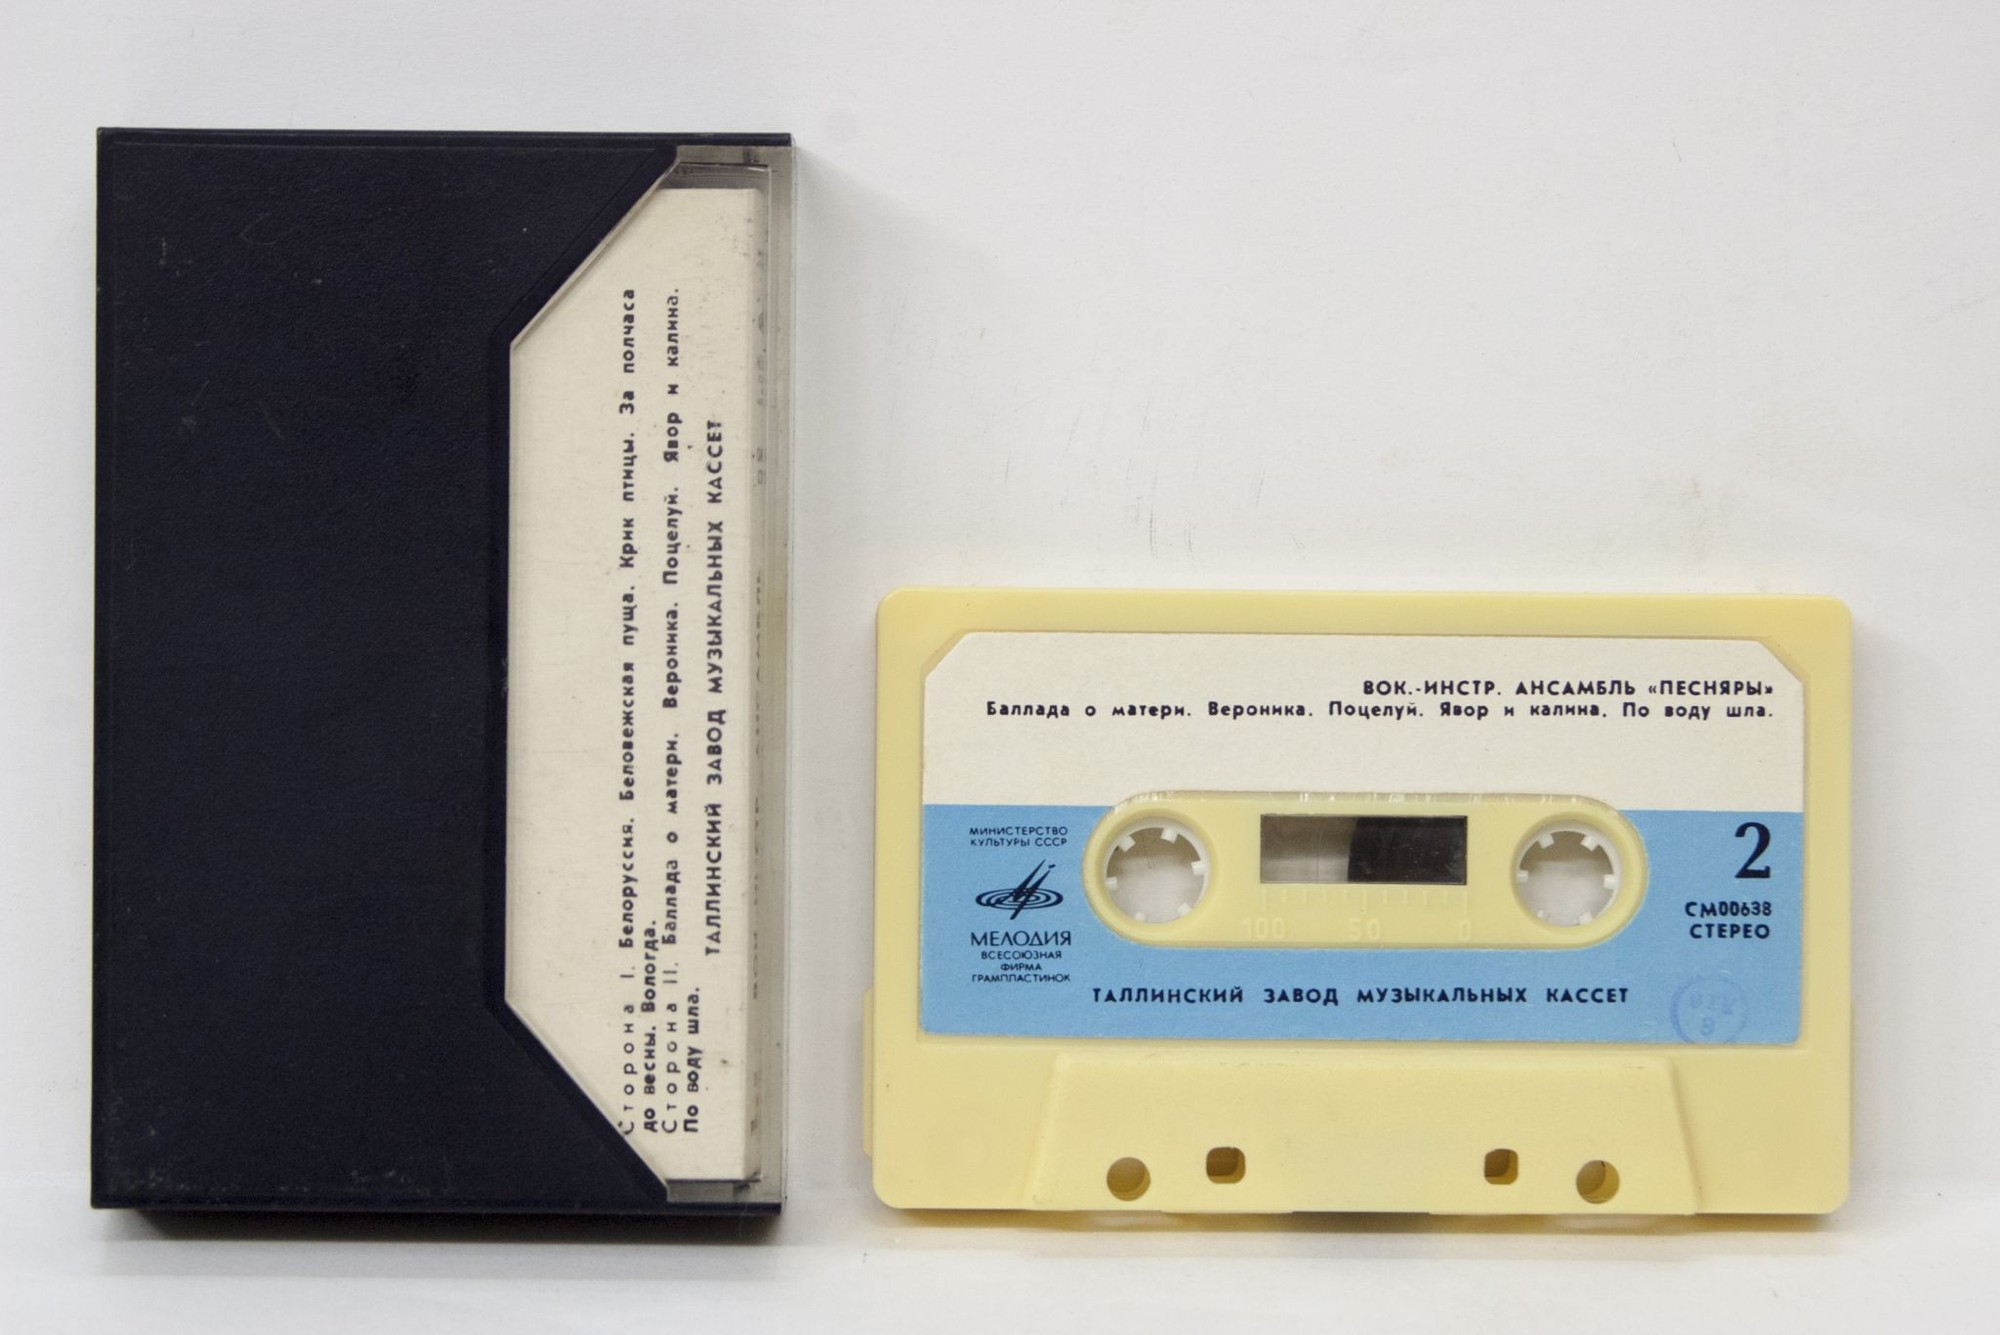 Сторона I. Белоруссия. Беловежская пуща. Крик птицы. За полчаса
до весны. Вологда.
Сторона II. Баллада о матери. Вероника. Поцелуй. Явор и калина.
По воду шла.
ТАЛЛИНСКИЙ ЗАВОД МУЗЫКАЛЬНЫХ КАССЕТ
ВОК.-ИНСТР. АНСАМБЛЬ «ПЕСНЯРЫ»
Баллада о матери. Вероника. Поцелуй. Явор и калина. По воду шла.
МИНИСТЕРСТВО
КУЛЬТУРЫ СССР
МЕЛОДИЯ
ВСЕСОЮЗНАЯ
ФИРМА
ГРАМПЛАСТИНОК
100 50 0
2
СМ00638
СТЕРЕО
ТАЛЛИНСКИЙ ЗАВОД МУЗЫКАЛЬНЫХ КАССЕТ